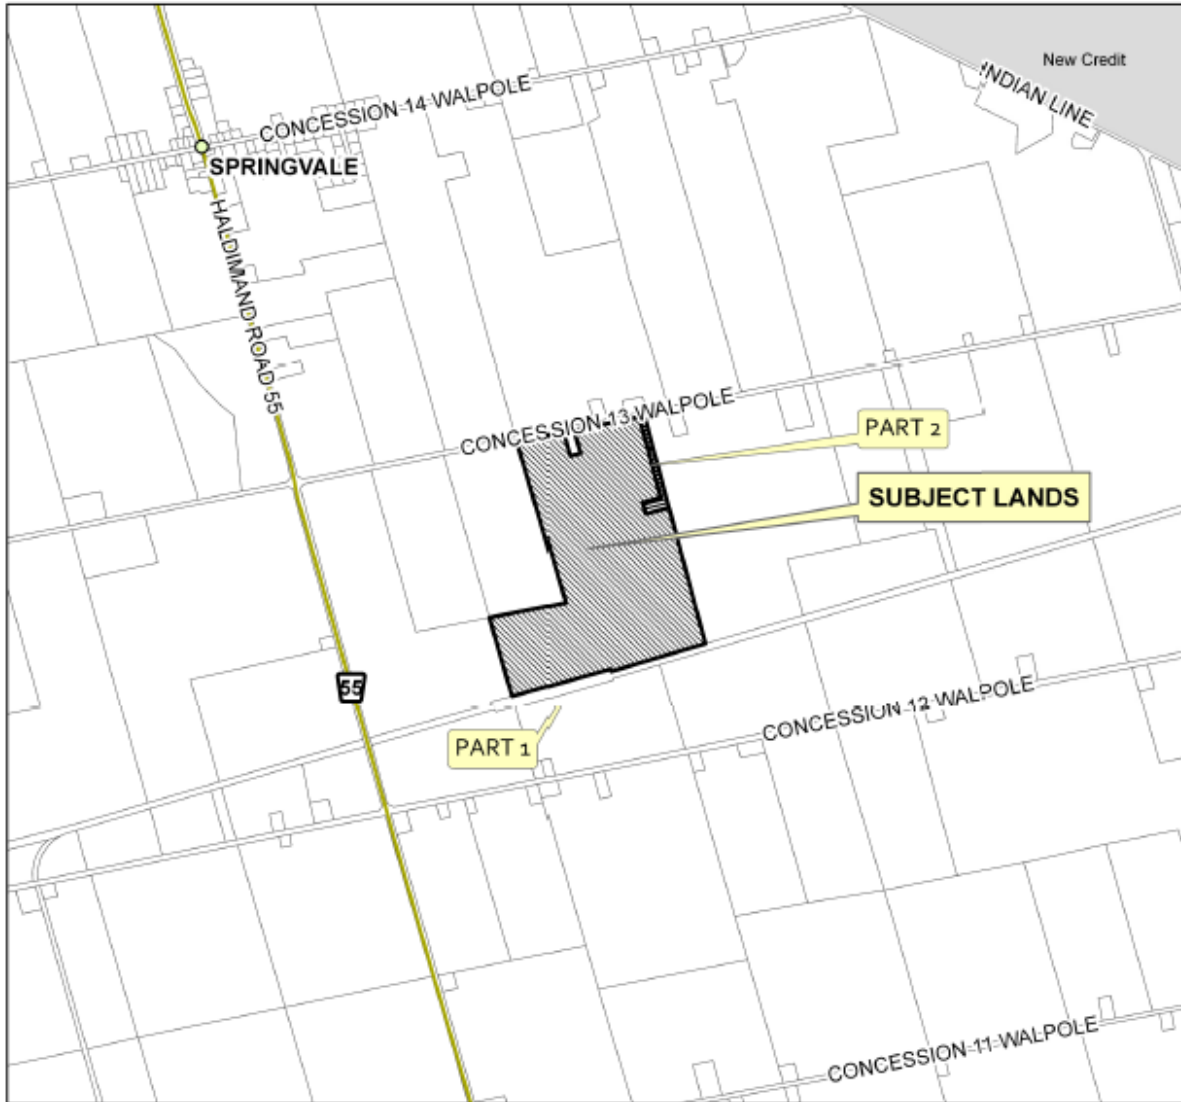 New Credit
INDIAN LINE
CONCESSION 14 WALPOLE
SPRINGVALE
HALDIMAND ROAD 55
CONCESSION 13 WALPOLE
PART 2
SUBJECT LANDS
55
CONCESSION 12 WALPOLE
PART 1
CONCESSION 11 WALPOLE